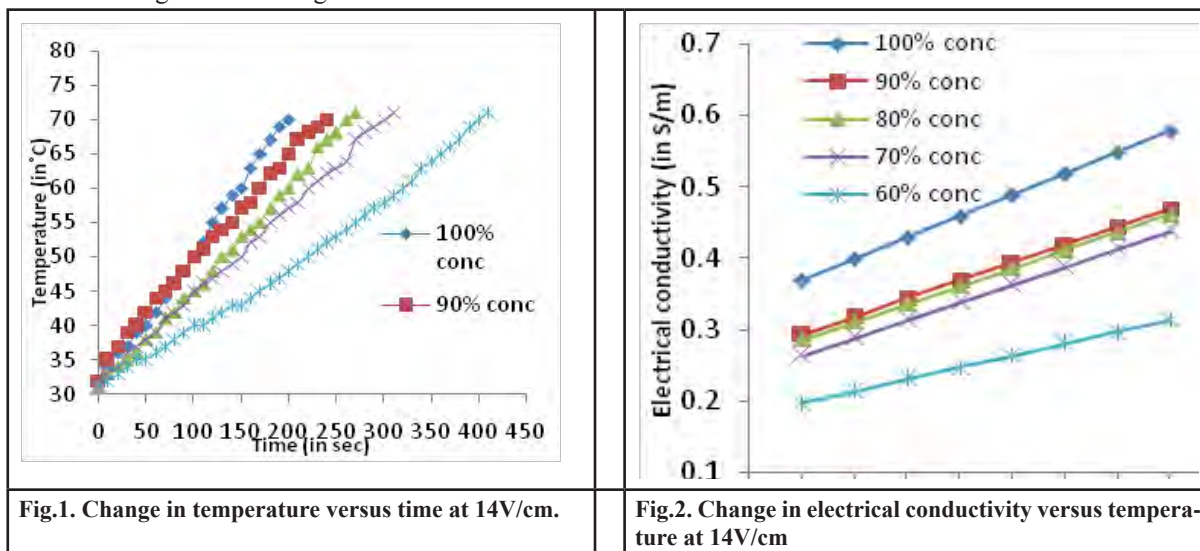 80
75
70
65
60
55
50
45
40
35
30
Temperature (in˚C)
0 50 100 150 200 250 300 350 400 450
Time (in sec)
100%
conc
90% conc
0.7
0.6
0.5
0.4
0.3
0.2
0.1
Electrical conductivity (in S/m)
100% conc
90% conc
80% conc
70% conc
60% conc
Fig.1. Change in temperature versus time at 14V/cm.
Fig.2. Change in electrical conductivity versus tempera-
ture at 14V/cm